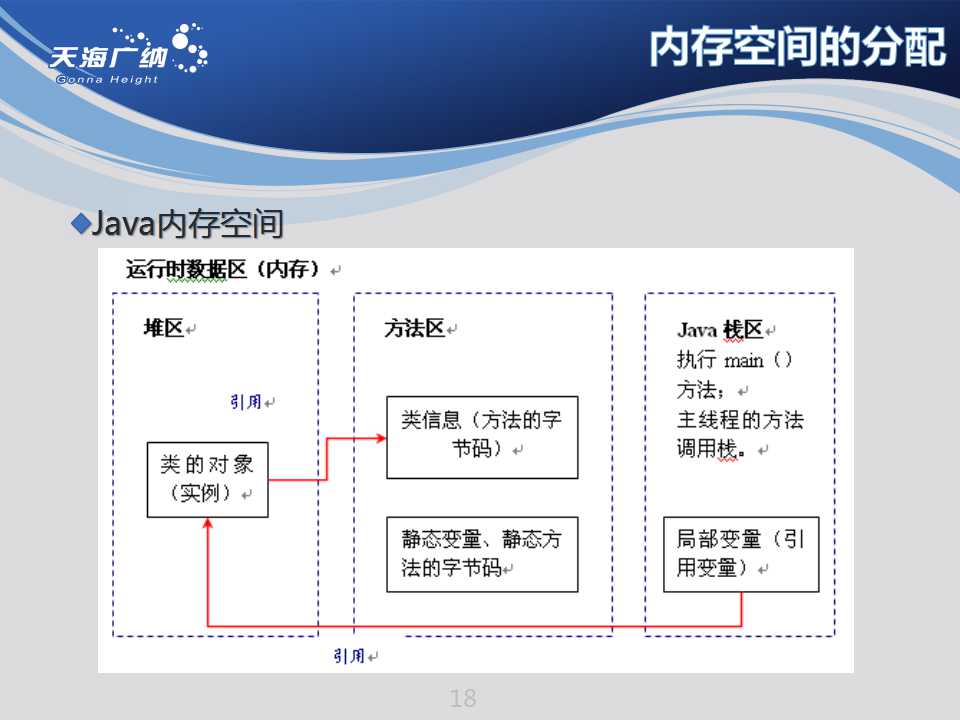 天海广纳
Gonna Height
内存空间的分配
Java内存空间
运行时数据区（内存）
堆区
引用
类的对象
（实例）
方法区
类信息（方法的字
节码）
静态变量、静态方
法的字节码
Java 栈区
执行 main（）
方法；
主线程的方法
调用栈。
局部变量（引
用变量）
引用
18